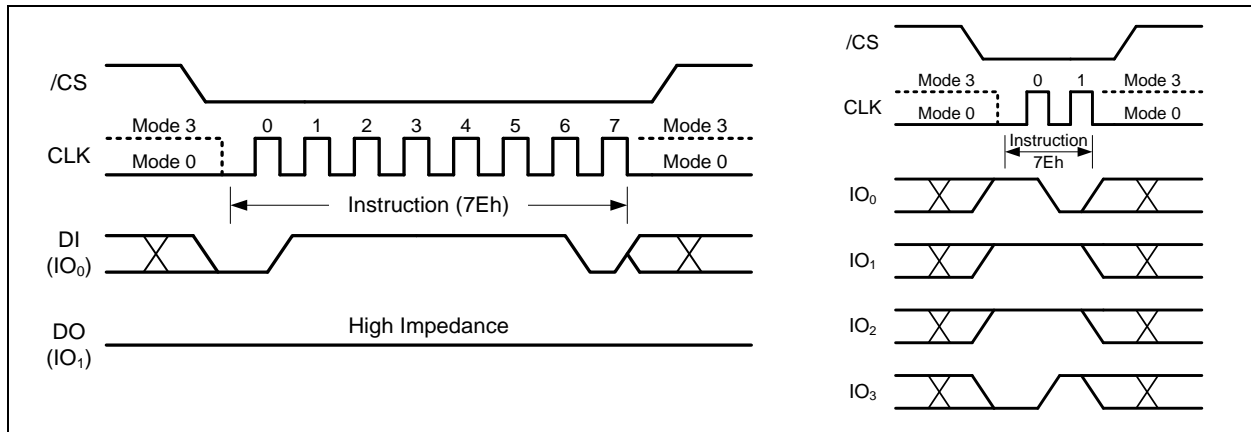 /CS
Mode 3
0 1 2 3 4 5 6 7
Mode 3
CLK
Mode 0
Mode 0
Instruction (7Eh)
DI
(IO0)
DO
(IO1)
High Impedance
/CS
Mode 3
0 1
Mode 3
CLK
Mode 0
Mode 0
Instruction
7Eh
IO0
IO1
IO2
IO3